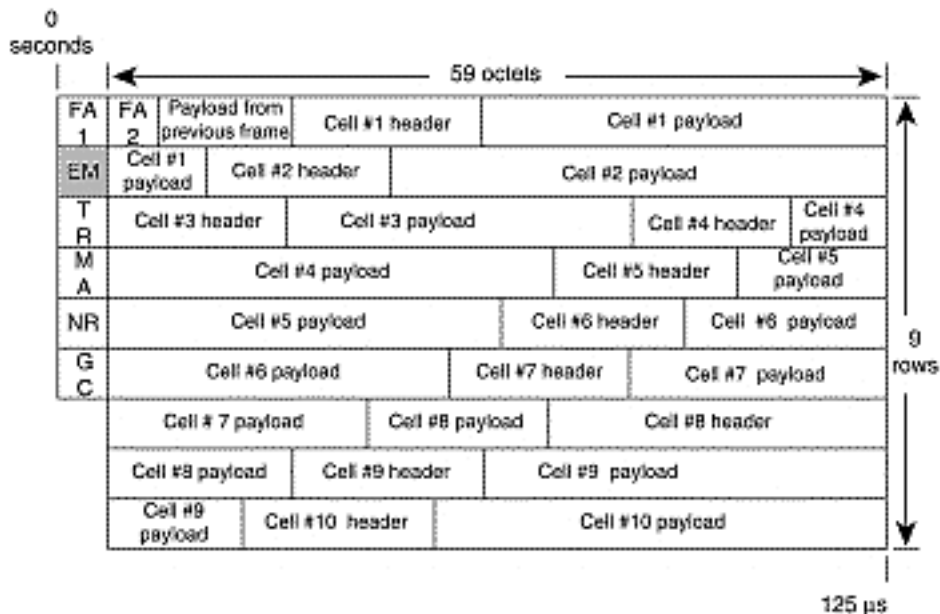 0
seconds
59 octets
FA
1
FA
2
Payload from
previous frame
Cell #1 header
Cell #1 payload
EM
Cell #1
payload
Cell #2 header
Cell #2 payload
T
R
Cell #3 header
Cell #3 payload
Cell #4 header
Cell #4
payload
M
A
Cell #4 payload
Cell #5 header
Cell #5
payload
NR
Cell #5 payload
Cell #6 header
Cell #6 payload
G
C
Cell #6 payload
Cell #7 header
Cell #7 payload
9
rows
Cell # 7 payload
Cell #8 payload
Cell #8 header
Cell #8 payload
Cell #9 header
Cell #9 payload
Cell #9
payload
Cell #10 header
Cell #10 payload
125 µs